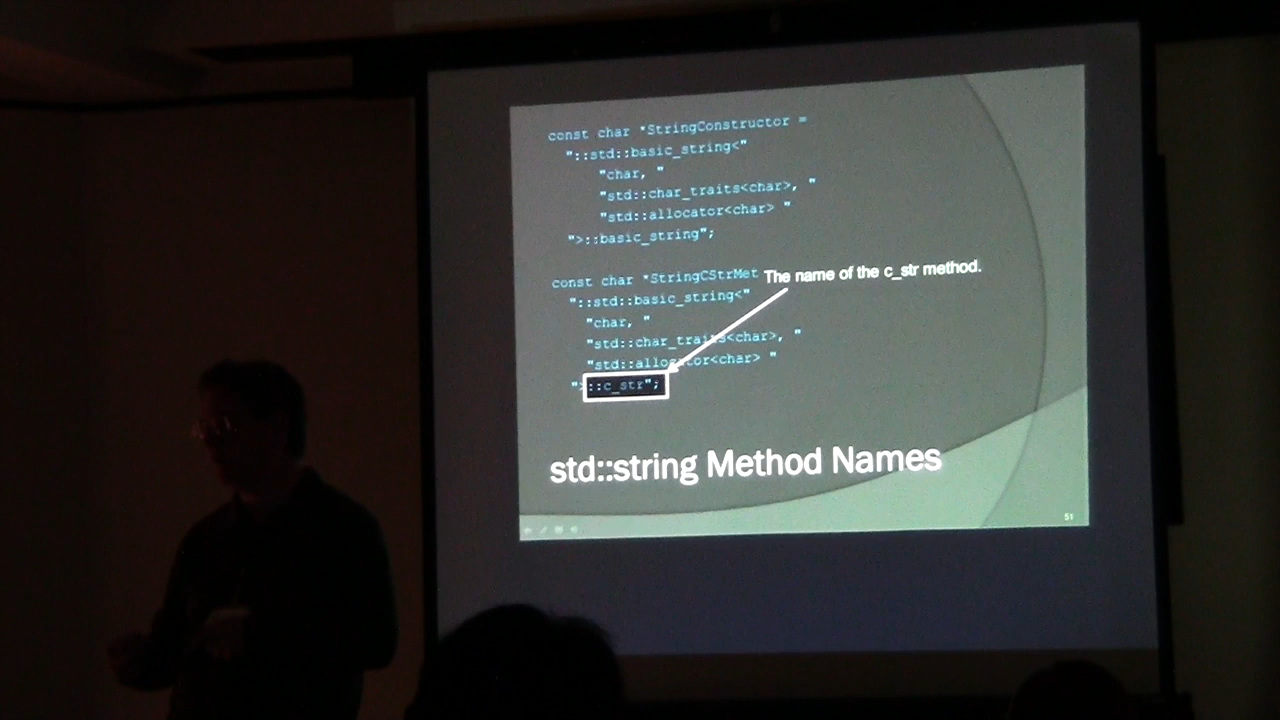 const char *StringConstructor =
"::std::basic_string<"
"char, "
"std::char_traits<char>, "
"std::allocator<char> "
">::basic_string";
const char *StringCStrMet
The name of the c_str method.
"::std::basic_string<"
"char, "
"std::char_traits<char>, "
"std::allocator<char> "
">::c_str";
std::string Method Names
51